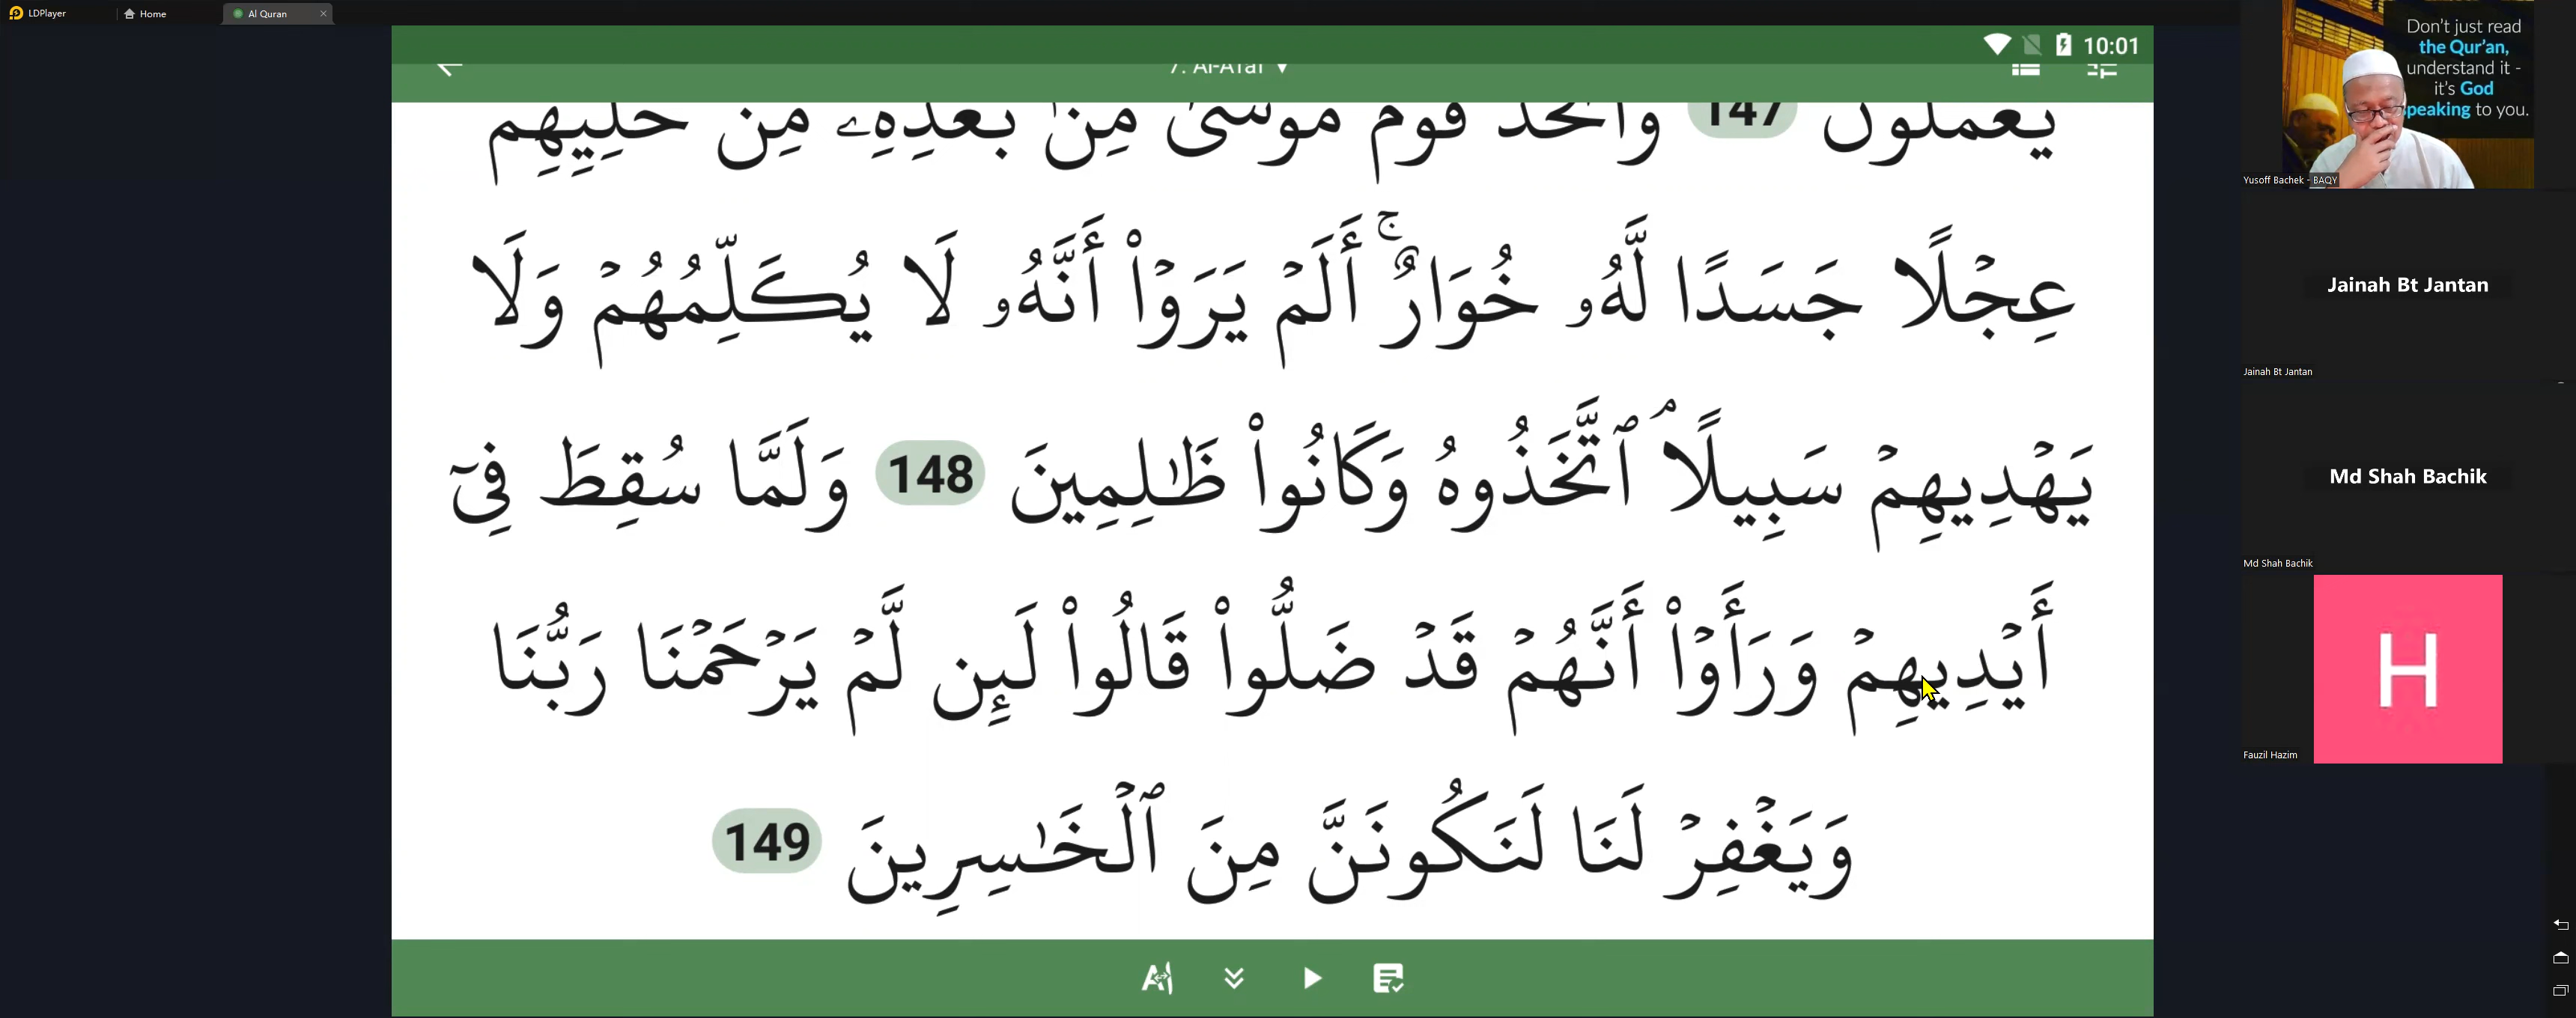 LDPlayer
Home
Al Quran
10:01
7. Al-A'raf
يَعۡمَلُونَ 147 وَٱتَّخَذَ قَوۡمُ مُوسَىٰ مِنۢ بَعۡدِهِۦ مِنۡ حُلِيِّهِمۡ
عِجۡلٗا جَسَدٗا لَّهُۥ خُوَارٌۚ أَلَمۡ يَرَوۡاْ أَنَّهُۥ لَا يُكَلِّمُهُمۡ وَلَا
يَهۡدِيهِمۡ سَبِيلًاۘ ٱتَّخَذُوهُ وَكَانُواْ ظَٰلِمِينَ 148 وَلَمَّا سُقِطَ فِيٓ
أَيۡدِيهِمۡ وَرَأَوۡاْ أَنَّهُمۡ قَدۡ ضَلُّواْ قَالُواْ لَئِن لَّمۡ يَرۡحَمۡنَا رَبُّنَا
وَيَغۡفِرۡ لَنَا لَنَكُونَنَّ مِنَ ٱلۡخَٰسِرِينَ 149
Don't just read
the Qur'an,
understand it -
it's God
peaking to you.
Yusoff Bachek - BAQY
Jainah Bt Jantan
Jainah Bt Jantan
Md Shah Bachik
Md Shah Bachik
H
Fauzil Hazim